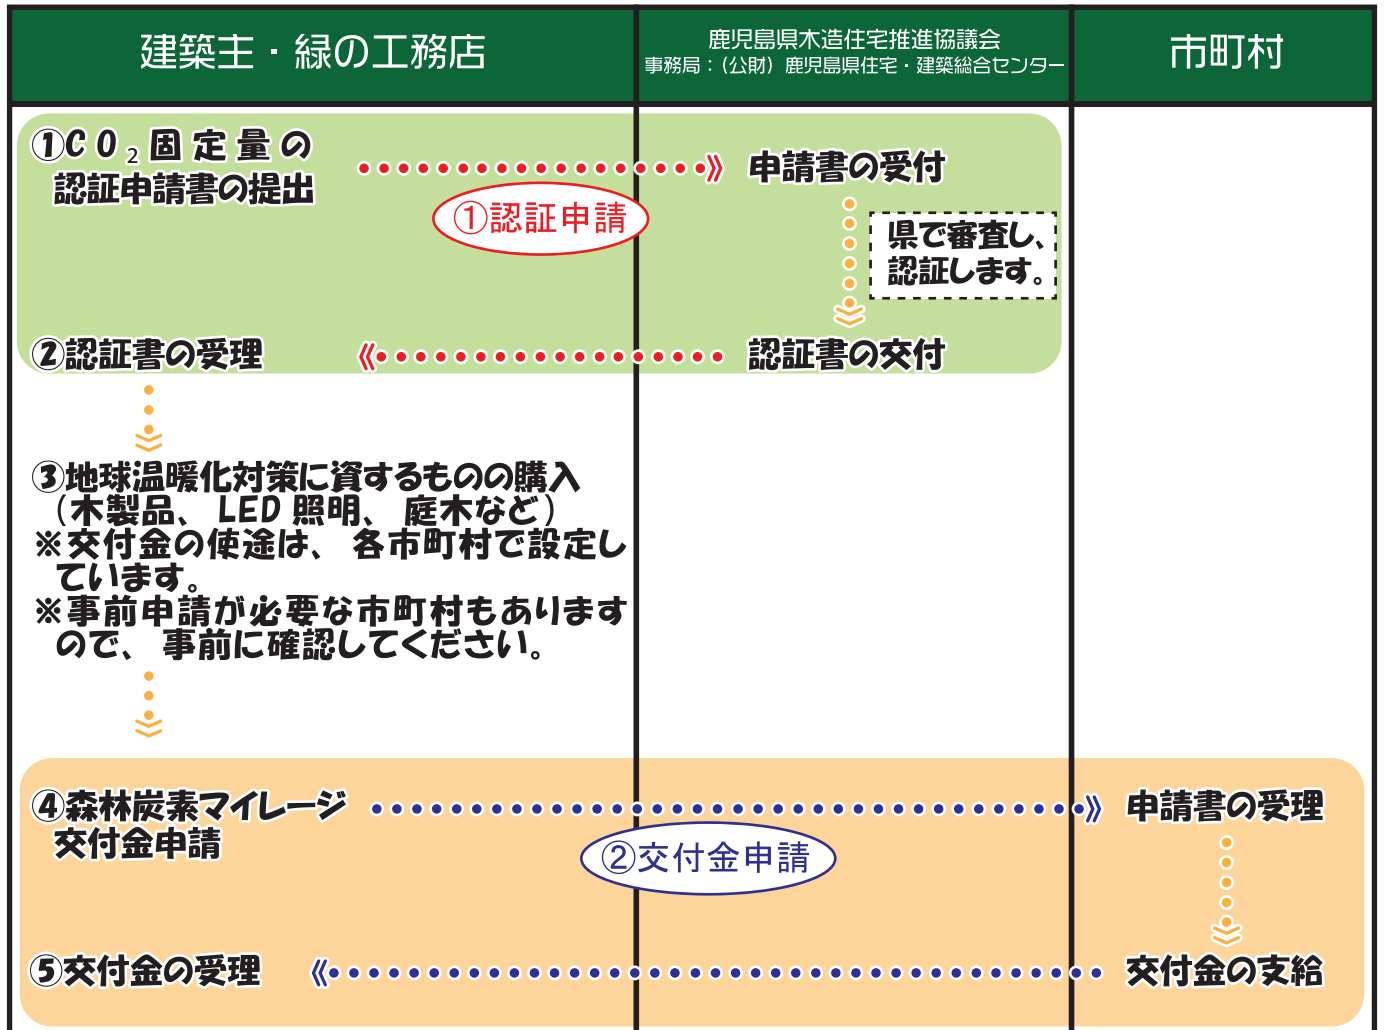 建築主・緑の工務店
鹿児島県木造住宅推進協議会
事務局：（公財）鹿児島県住宅・建築総合センター
市町村
①CO₂固定量の
認証申請書の提出
申請書の受付
①認証申請
県で審査し、
認証します。
②認証書の受理
認証書の交付
③地球温暖化対策に資するものの購入
（木製品、LED照明、庭木など）
※交付金の使途は、各市町村で設定し
ています。
※事前申請が必要な市町村もあります
ので、事前に確認してください。
④森林炭素マイレージ
交付金申請
申請書の受理
②交付金申請
⑤交付金の受理
交付金の支給